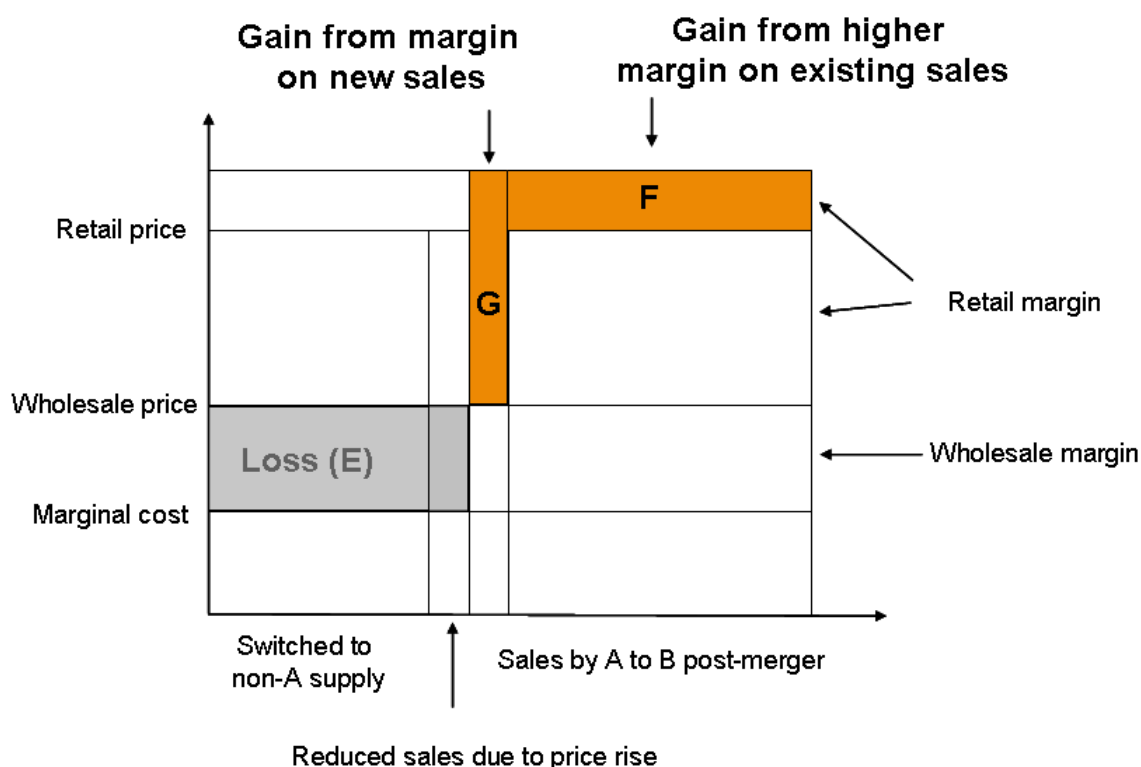 Gain from margin
on new sales
Gain from higher
margin on existing sales
F
Retail price
G
Retail margin
Wholesale price
Loss (E)
Wholesale margin
Marginal cost
Switched to
non-A supply
Sales by A to B post-merger
Reduced sales due to price rise